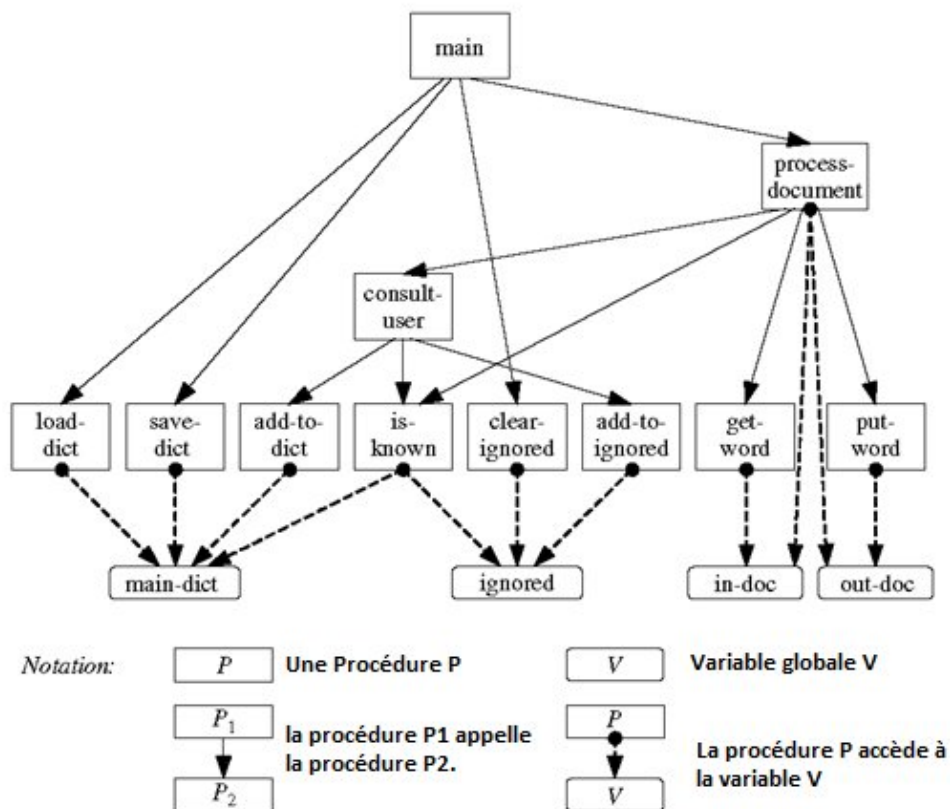 main
process-
document
consult-
user
load-
dict
save-
dict
add-to-
dict
is-
known
clear-
ignored
add-to-
ignored
get-
word
put-
word
main-dict
ignored
in-doc
out-doc
Notation:
P
Une Procédure P
V
Variable globale V
P1
la procédure P1 appelle
la procédure P2.
P2
P
La procédure P accède à
la variable V
V